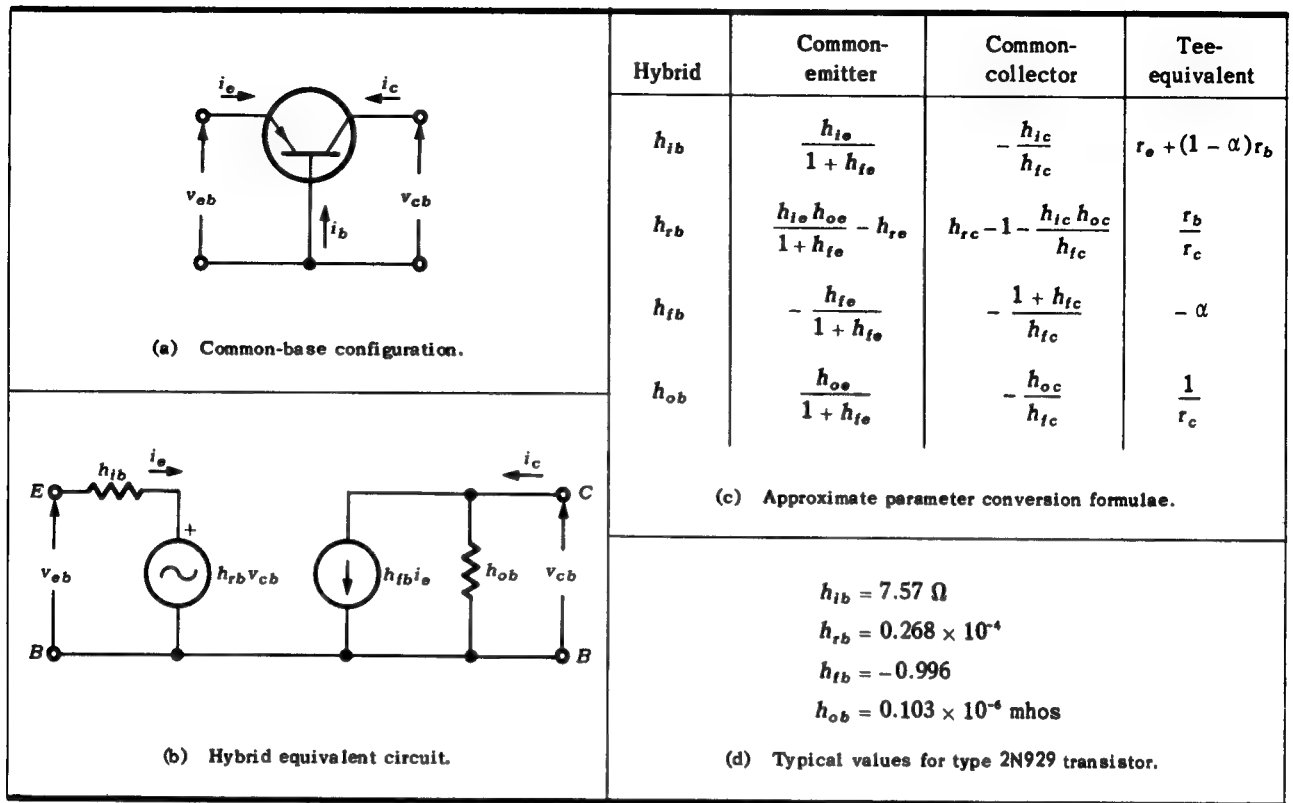 i_e i_c
v_eb v_cb
i_b
(a) Common-base configuration.
h_ib i_e i_c
E C
+
v_eb h_rb v_cb h_fb i_e h_ob v_cb
B B
(b) Hybrid equivalent circuit.
Hybrid Common-emitter Common-collector Tee-equivalent
h_ib h_ie / (1 + h_fe) - h_ic / h_fc r_e + (1 - α)r_b
h_rb h_ie h_oe / (1 + h_fe) - h_re h_rc - 1 - h_ic h_oc / h_fc r_b / r_c
h_fb - h_fe / (1 + h_fe) - (1 + h_fc) / h_fc - α
h_ob h_oe / (1 + h_fe) - h_oc / h_fc 1 / r_c
(c) Approximate parameter conversion formulae.
h_ib = 7.57 Ω
h_rb = 0.268 × 10⁻⁴
h_fb = -0.996
h_ob = 0.103 × 10⁻⁶ mhos
(d) Typical values for type 2N929 transistor.